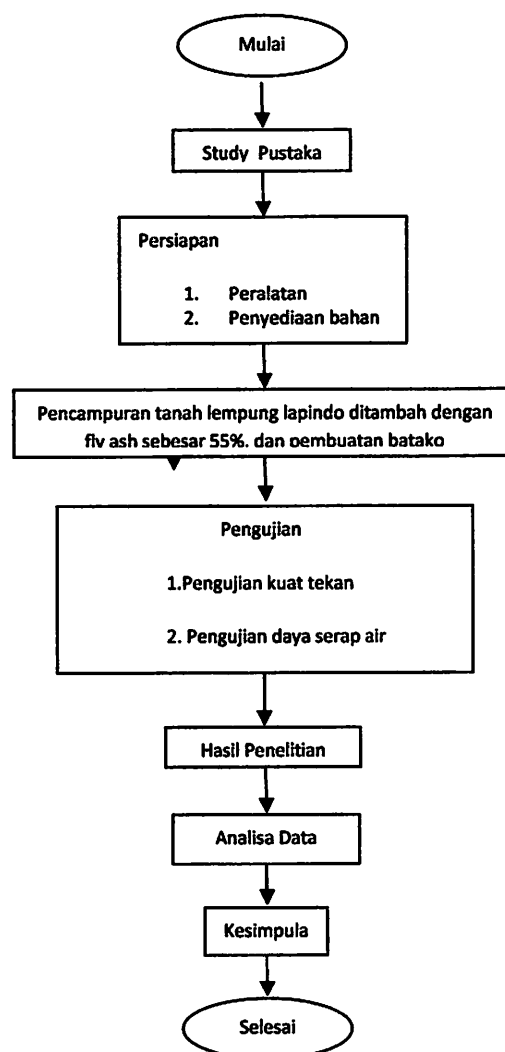 Mulai
Study Pustaka
Persiapan
1. Peralatan
2. Penyediaan bahan
Pencampuran tanah lempung lapindo ditambah dengan
fly ash sebesar 55%. dan pembuatan batako
Pengujian
1.Pengujian kuat tekan
2. Pengujian daya serap air
Hasil Penelitian
Analisa Data
Kesimpula
Selesai